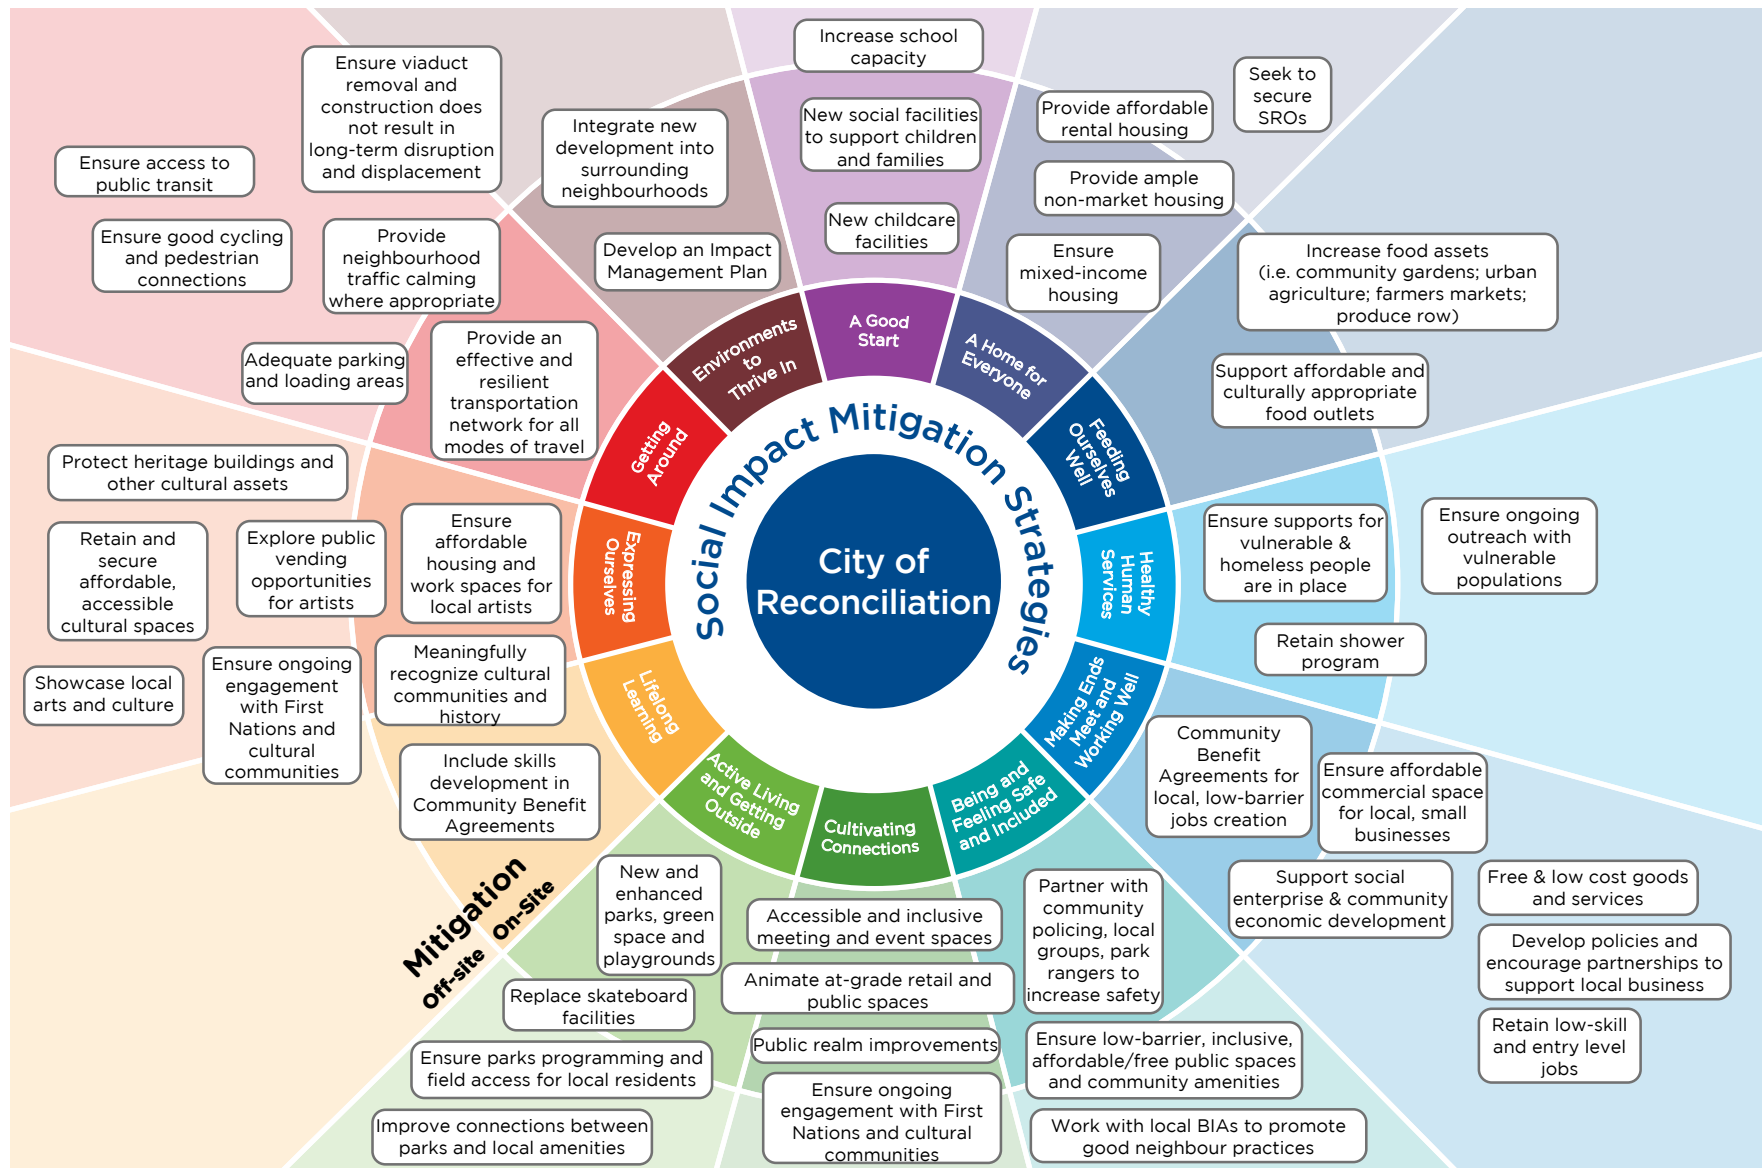 Increase school
capacity
New social facilities
to support children
and families
New childcare
facilities
Provide affordable
rental housing
Seek to
secure
SROs
Provide ample
non-market housing
Ensure
mixed-income
housing
Increase food assets
(i.e. community gardens; urban
agriculture; farmers markets;
produce row)
Support affordable and
culturally appropriate
food outlets
Ensure supports for
vulnerable &
homeless people
are in place
Ensure ongoing
outreach with
vulnerable
populations
Retain shower
program
Community
Benefit
Agreements for
local, low-barrier
jobs creation
Ensure affordable
commercial space
for local, small
businesses
Support social
enterprise & community
economic development
Free & low cost goods
and services
Develop policies and
encourage partnerships to
support local business
Retain low-skill
and entry level
jobs
Partner with
community
policing, local
groups, park
rangers to
increase safety
Ensure low-barrier, inclusive,
affordable/free public spaces
and community amenities
Work with local BIAs to promote
good neighbour practices
Accessible and inclusive
meeting and event spaces
Animate at-grade retail and
public spaces
Public realm improvements
Ensure ongoing
engagement with First
Nations and cultural
communities
New and
enhanced
parks, green
space and
playgrounds
Replace skateboard
facilities
Ensure parks programming and
field access for local residents
Improve connections between
parks and local amenities
Include skills
development in
Community Benefit
Agreements
Mitigation
On-Site
Off-site
Protect heritage buildings and
other cultural assets
Retain and
secure
affordable,
accessible
cultural spaces
Explore public
vending
opportunities
for artists
Ensure
affordable
housing and
work spaces for
local artists
Showcase local
arts and culture
Ensure ongoing
engagement
with First
Nations and
cultural
communities
Meaningfully
recognize cultural
communities and
history
Ensure access to
public transit
Ensure viaduct
removal and
construction does
not result in
long-term disruption
and displacement
Ensure good cycling
and pedestrian
connections
Provide
neighbourhood
traffic calming
where appropriate
Adequate parking
and loading areas
Provide an
effective and
resilient
transportation
network for all
modes of travel
Integrate new
development into
surrounding
neighbourhoods
Develop an Impact
Management Plan
A Good
Start
A Home for
Everyone
Feeding
Ourselves
Well
Healthy
Human
Services
Making Ends
Meet and
Working Well
Being and
Feeling Safe
and Included
Cultivating
Connections
Active Living
and Getting
Outside
Lifelong
Learning
Expressing
Ourselves
Getting
Around
Environments
to
Thrive In
Social Impact Mitigation Strategies
City of
Reconciliation